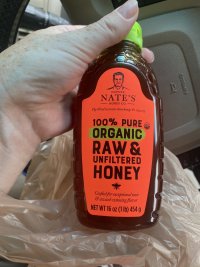 NATE'S
100% PURE
ORGANIC
RAW &
UNFILTERED
HONEY
NET WT 16 oz (1 lb) 454 g